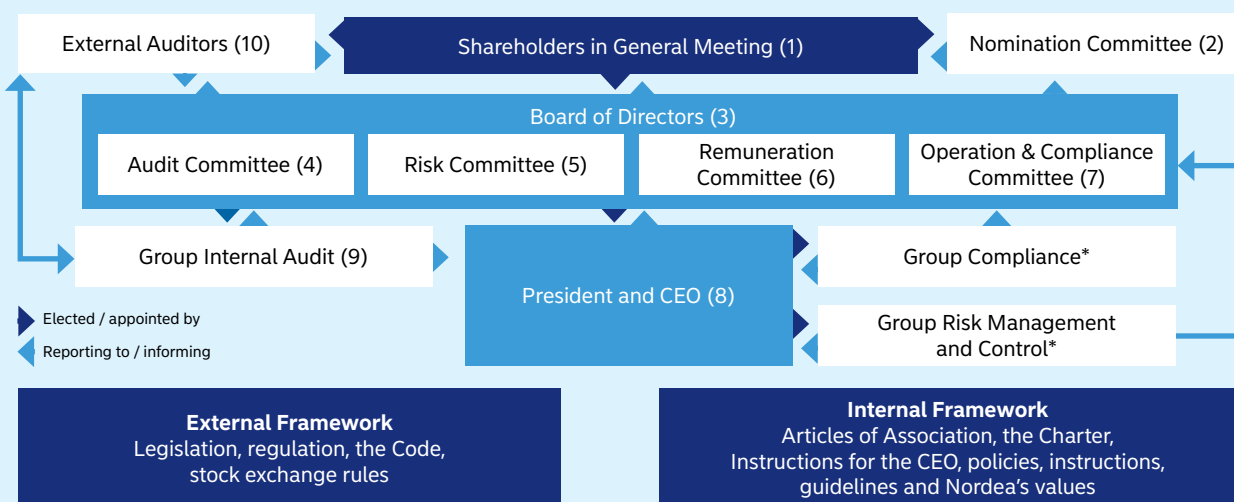 External Auditors (10)
Shareholders in General Meeting (1)
Nomination Committee (2)
Board of Directors (3)
Audit Committee (4)
Risk Committee (5)
Remuneration
Committee (6)
Operation & Compliance
Committee (7)
Group Internal Audit (9)
President and CEO (8)
Group Compliance*
Group Risk Management
and Control*
Elected / appointed by
Reporting to / informing
External Framework
Legislation, regulation, the Code,
stock exchange rules
Internal Framework
Articles of Association, the Charter,
Instructions for the CEO, policies, instructions,
guidelines and Nordea's values